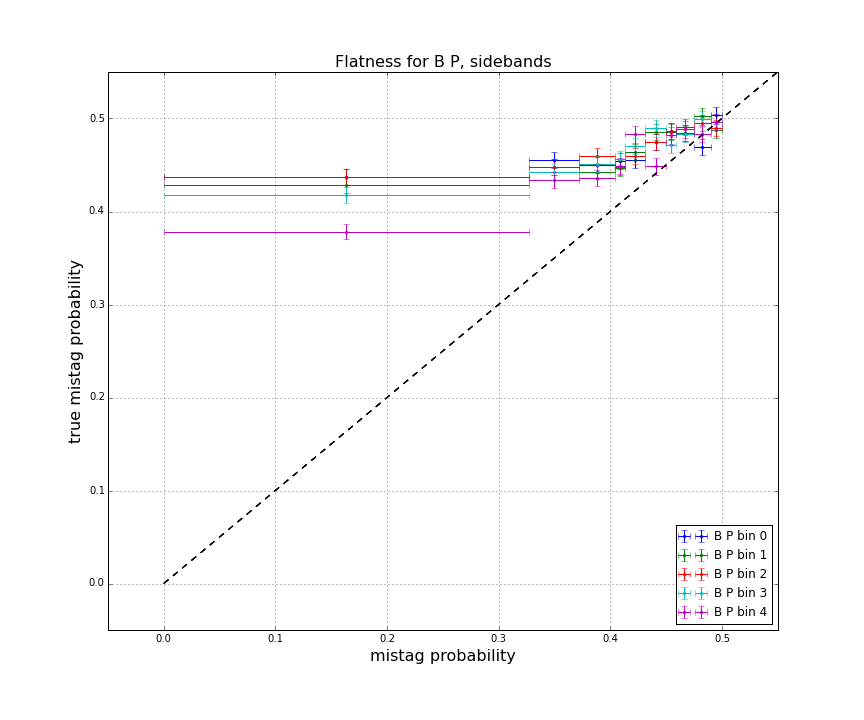 Flatness for B P, sidebands
true mistag probability
0.5
0.4
0.3
0.2
0.1
0.0
0.0 0.1 0.2 0.3 0.4 0.5
mistag probability
B P bin 0
B P bin 1
B P bin 2
B P bin 3
B P bin 4